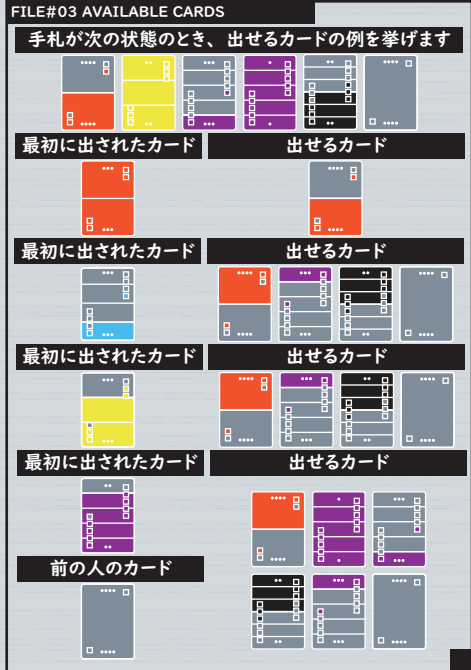 FILE#03 AVAILABLE CARDS
手札が次の状態のとき、出せるカードの例を挙げます
最初に出されたカード
出せるカード
最初に出されたカード
出せるカード
最初に出されたカード
出せるカード
最初に出されたカード
出せるカード
前の人のカード